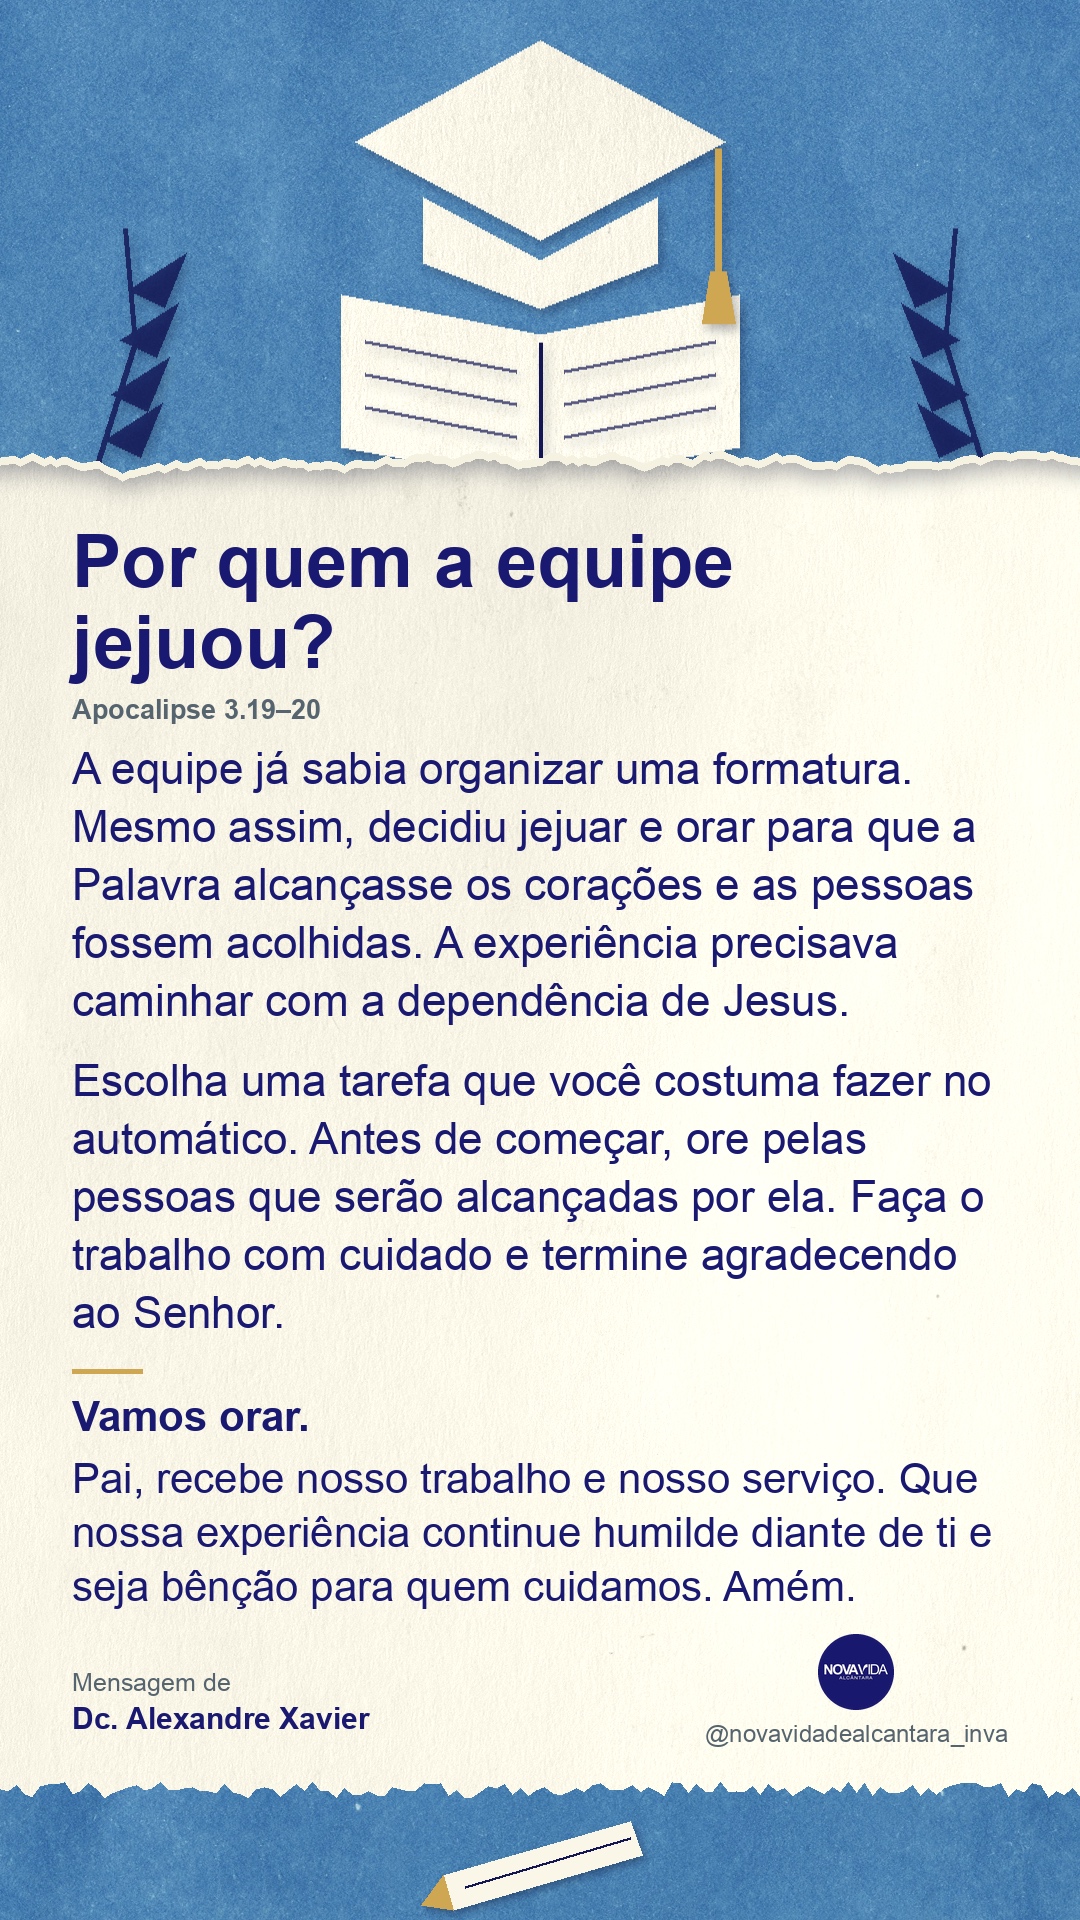 Por quem a equipe
jejuou?
Apocalipse 3.19–20
A equipe já sabia organizar uma formatura.
Mesmo assim, decidiu jejuar e orar para que a
Palavra alcançasse os corações e as pessoas
fossem acolhidas. A experiência precisava
caminhar com a dependência de Jesus.
Escolha uma tarefa que você costuma fazer no
automático. Antes de começar, ore pelas
pessoas que serão alcançadas por ela. Faça o
trabalho com cuidado e termine agradecendo
ao Senhor.
Vamos orar.
Pai, recebe nosso trabalho e nosso serviço. Que
nossa experiência continue humilde diante de ti e
seja bênção para quem cuidamos. Amém.
Mensagem de
Dc. Alexandre Xavier
NOVAVIDA
ALCÂNTARA
@novavidadealcantara_inva